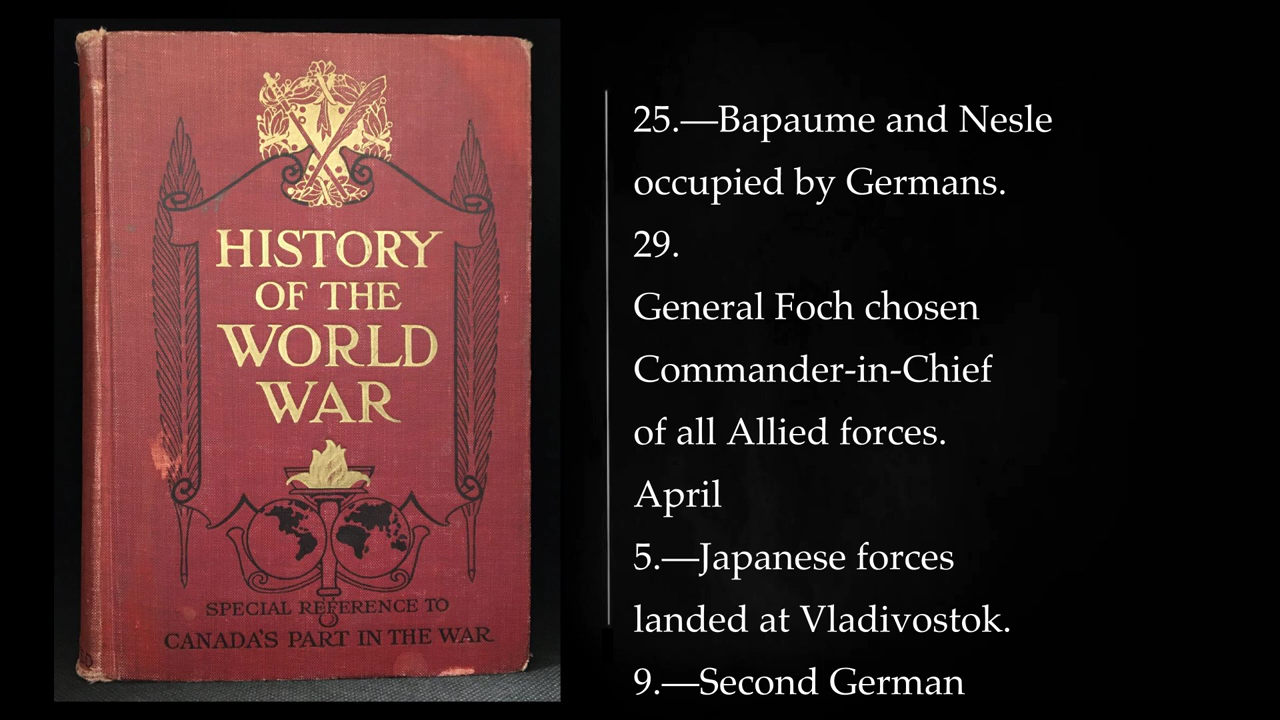 HISTORY
OF THE
WORLD
WAR
SPECIAL REFERENCE TO
CANADA'S PART IN THE WAR
25.—Bapaume and Nesle
occupied by Germans.
29.
General Foch chosen
Commander-in-Chief
of all Allied forces.
April
5.—Japanese forces
landed at Vladivostok.
9.—Second German